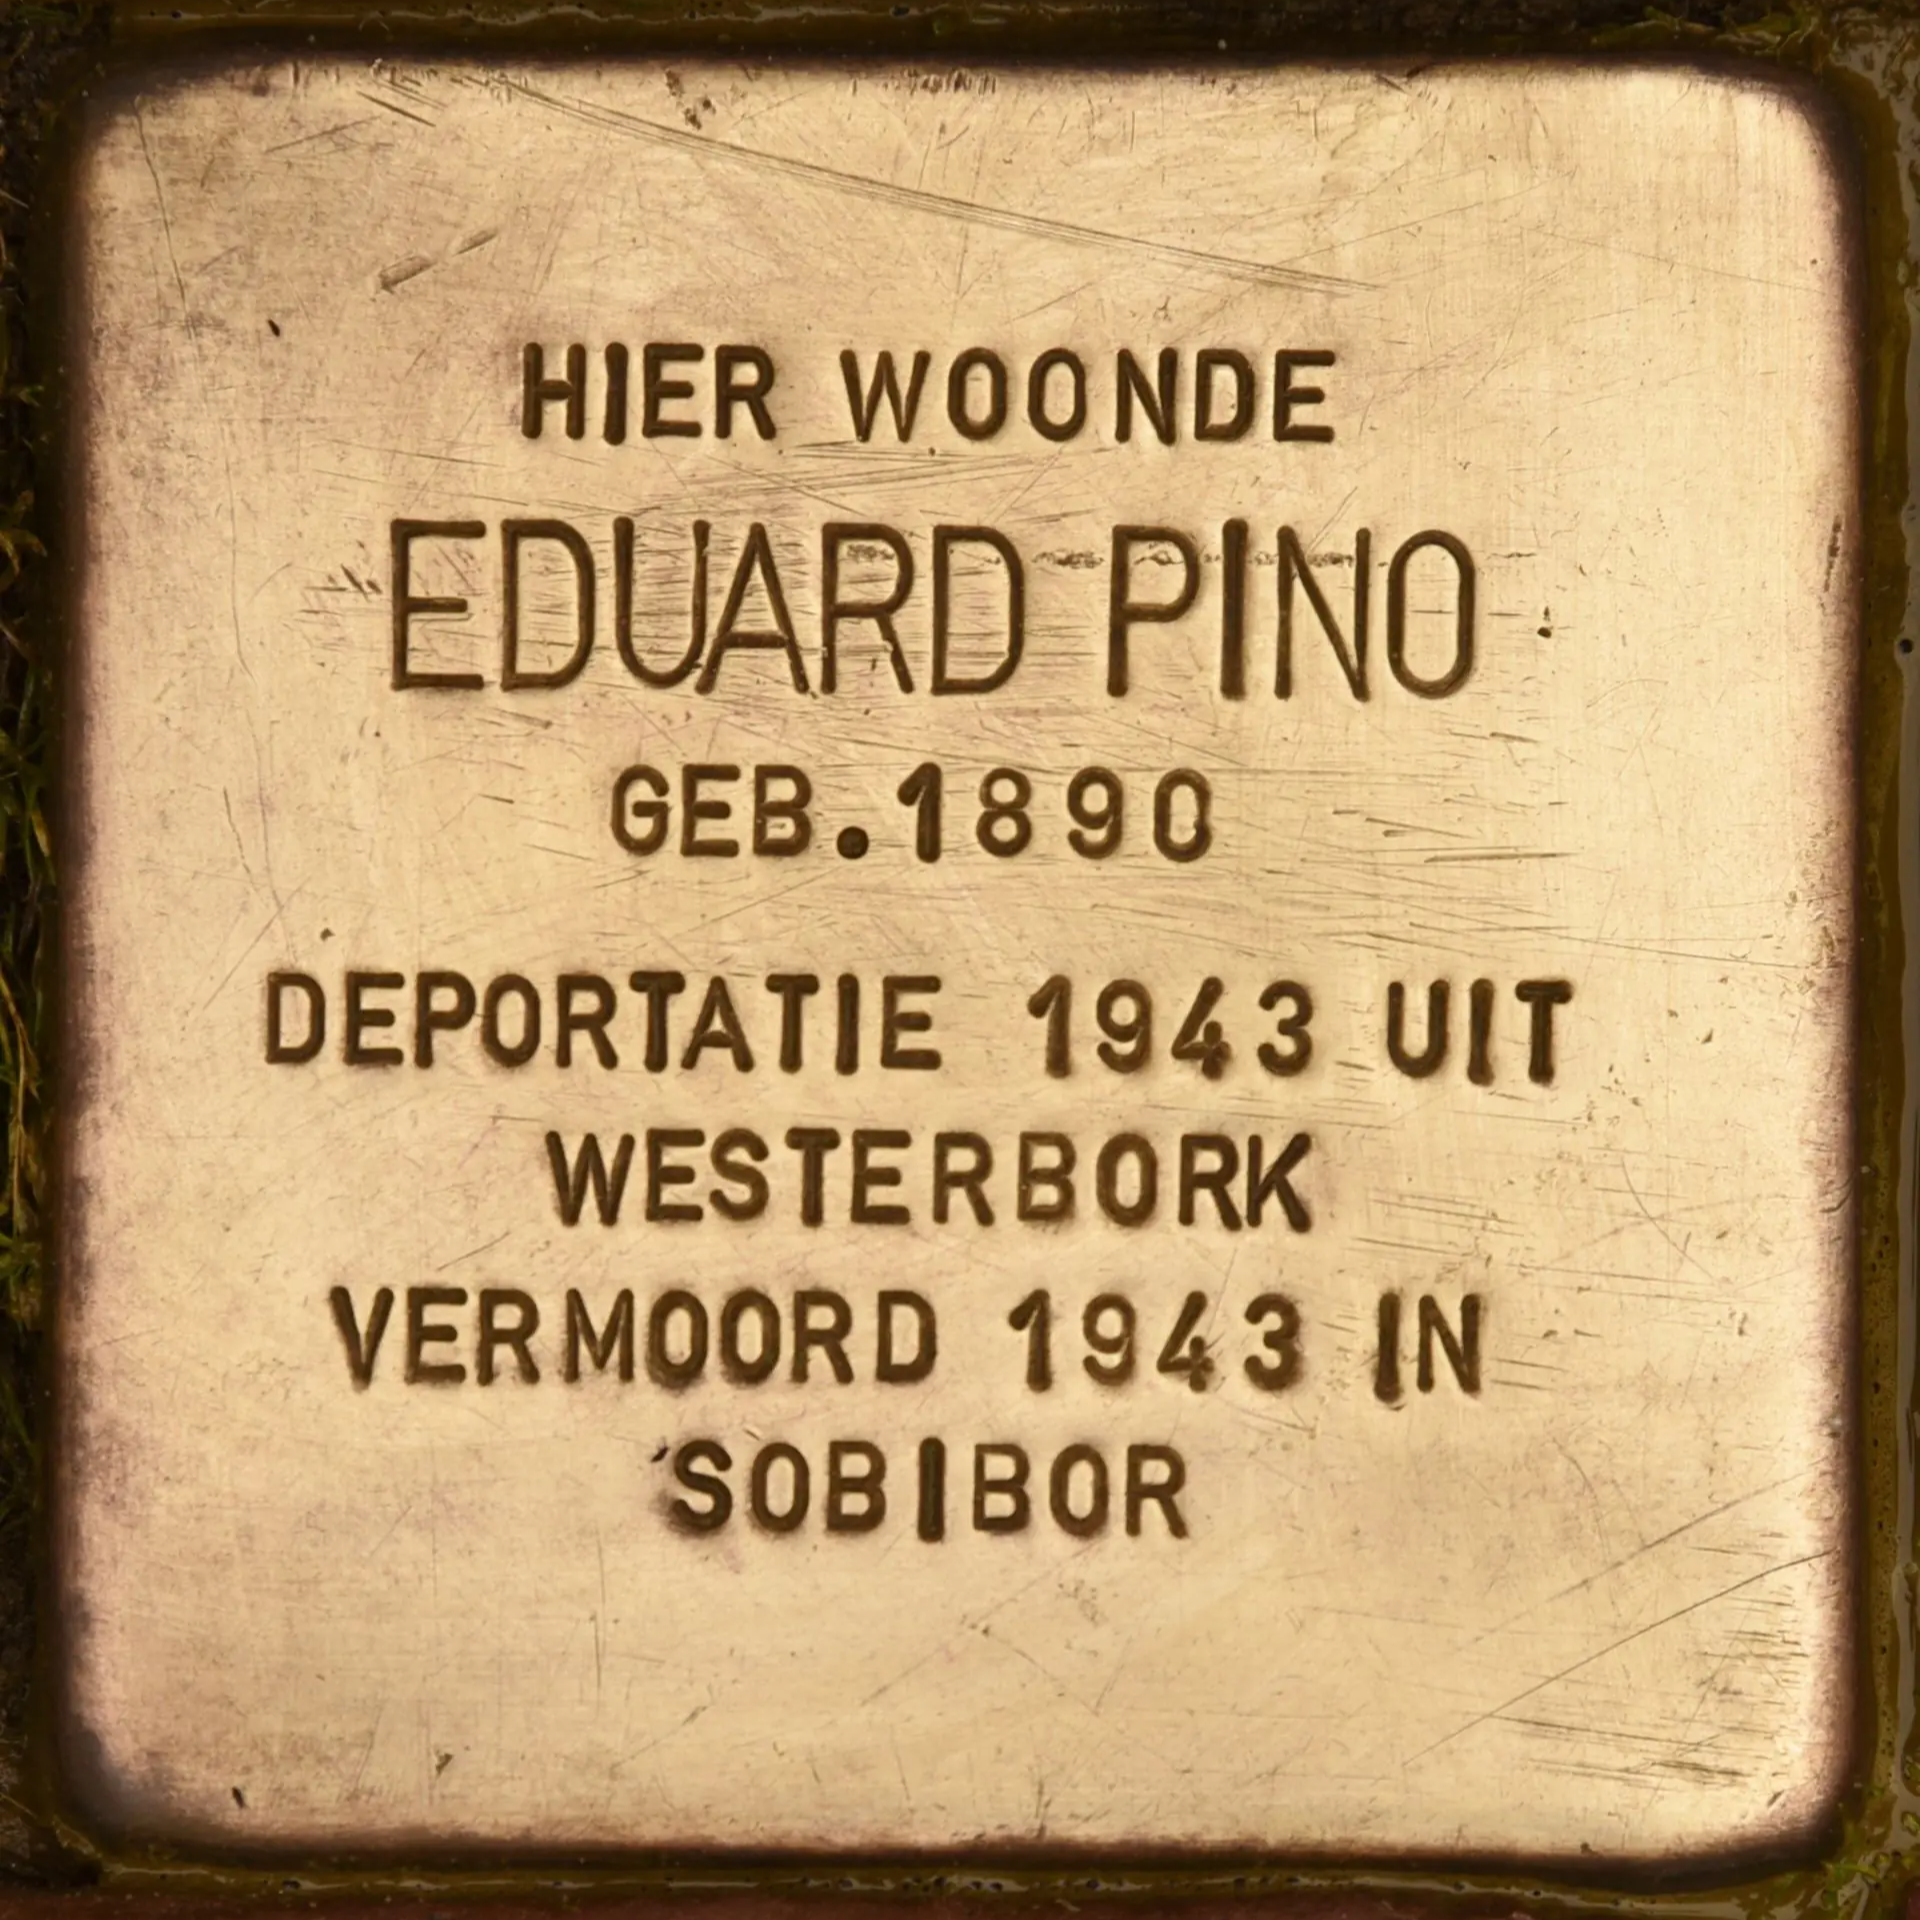 HIER WOONDE
EDUARD PINO
GEB.1890
DEPORTATIE 1943 UIT
WESTERBORK
VERMOORD 1943 IN
SOBIBOR